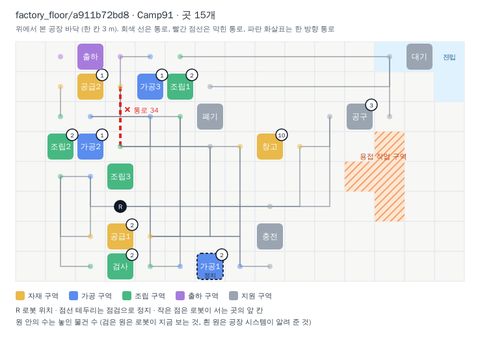 factory_floor/a911b72bd8 · Camp91 · 곳 15개
위에서 본 공장 바닥 (한 칸 3 m). 회색 선은 통로, 빨간 점선은 막힌 통로, 파란 화살표는 한 방향 통로
출하
대기
진입
1
1
2
공급2
가공3
조립1
3
통로 34
폐기
공구
2
1
10
조립2
가공2
창고
용접 작업 구역
조립3
R
2
공급1
충전
2
2
검사
가공1
자재 구역
가공 구역
조립 구역
출하 구역
지원 구역
R 로봇 위치 · 점선 테두리는 점검으로 정지 · 작은 점은 로봇이 서는 곳의 앞 칸
원 안의 수는 놓인 물건 수 (검은 원은 로봇이 지금 보는 것, 흰 원은 공장 시스템이 알려 준 것)